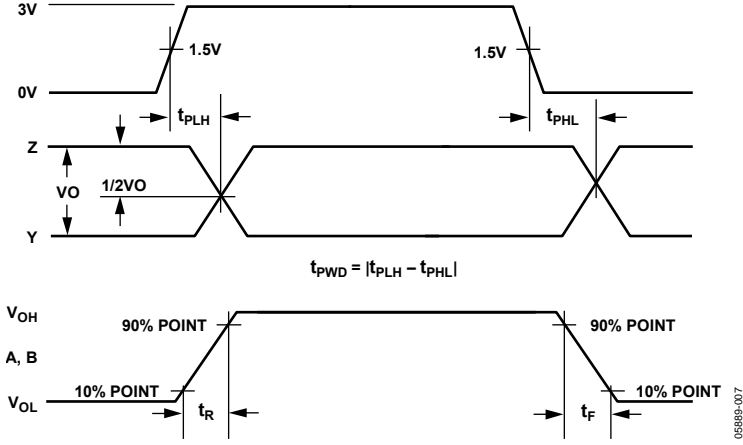 3V
1.5V
1.5V
0V
tPLH
tPHL
Z
VO
1/2VO
Y
tPWD = |tPLH – tPHL|
VOH
90% POINT
90% POINT
A, B
10% POINT
10% POINT
VOL
tR
tF
05889-007